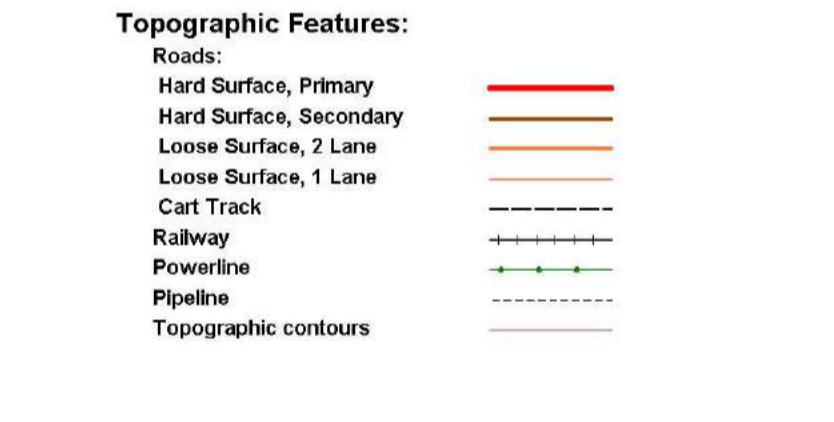 Topographic Features:
Roads:
Hard Surface, Primary
Hard Surface, Secondary
Loose Surface, 2 Lane
Loose Surface, 1 Lane
Cart Track
Railway
Powerline
Pipeline
Topographic contours